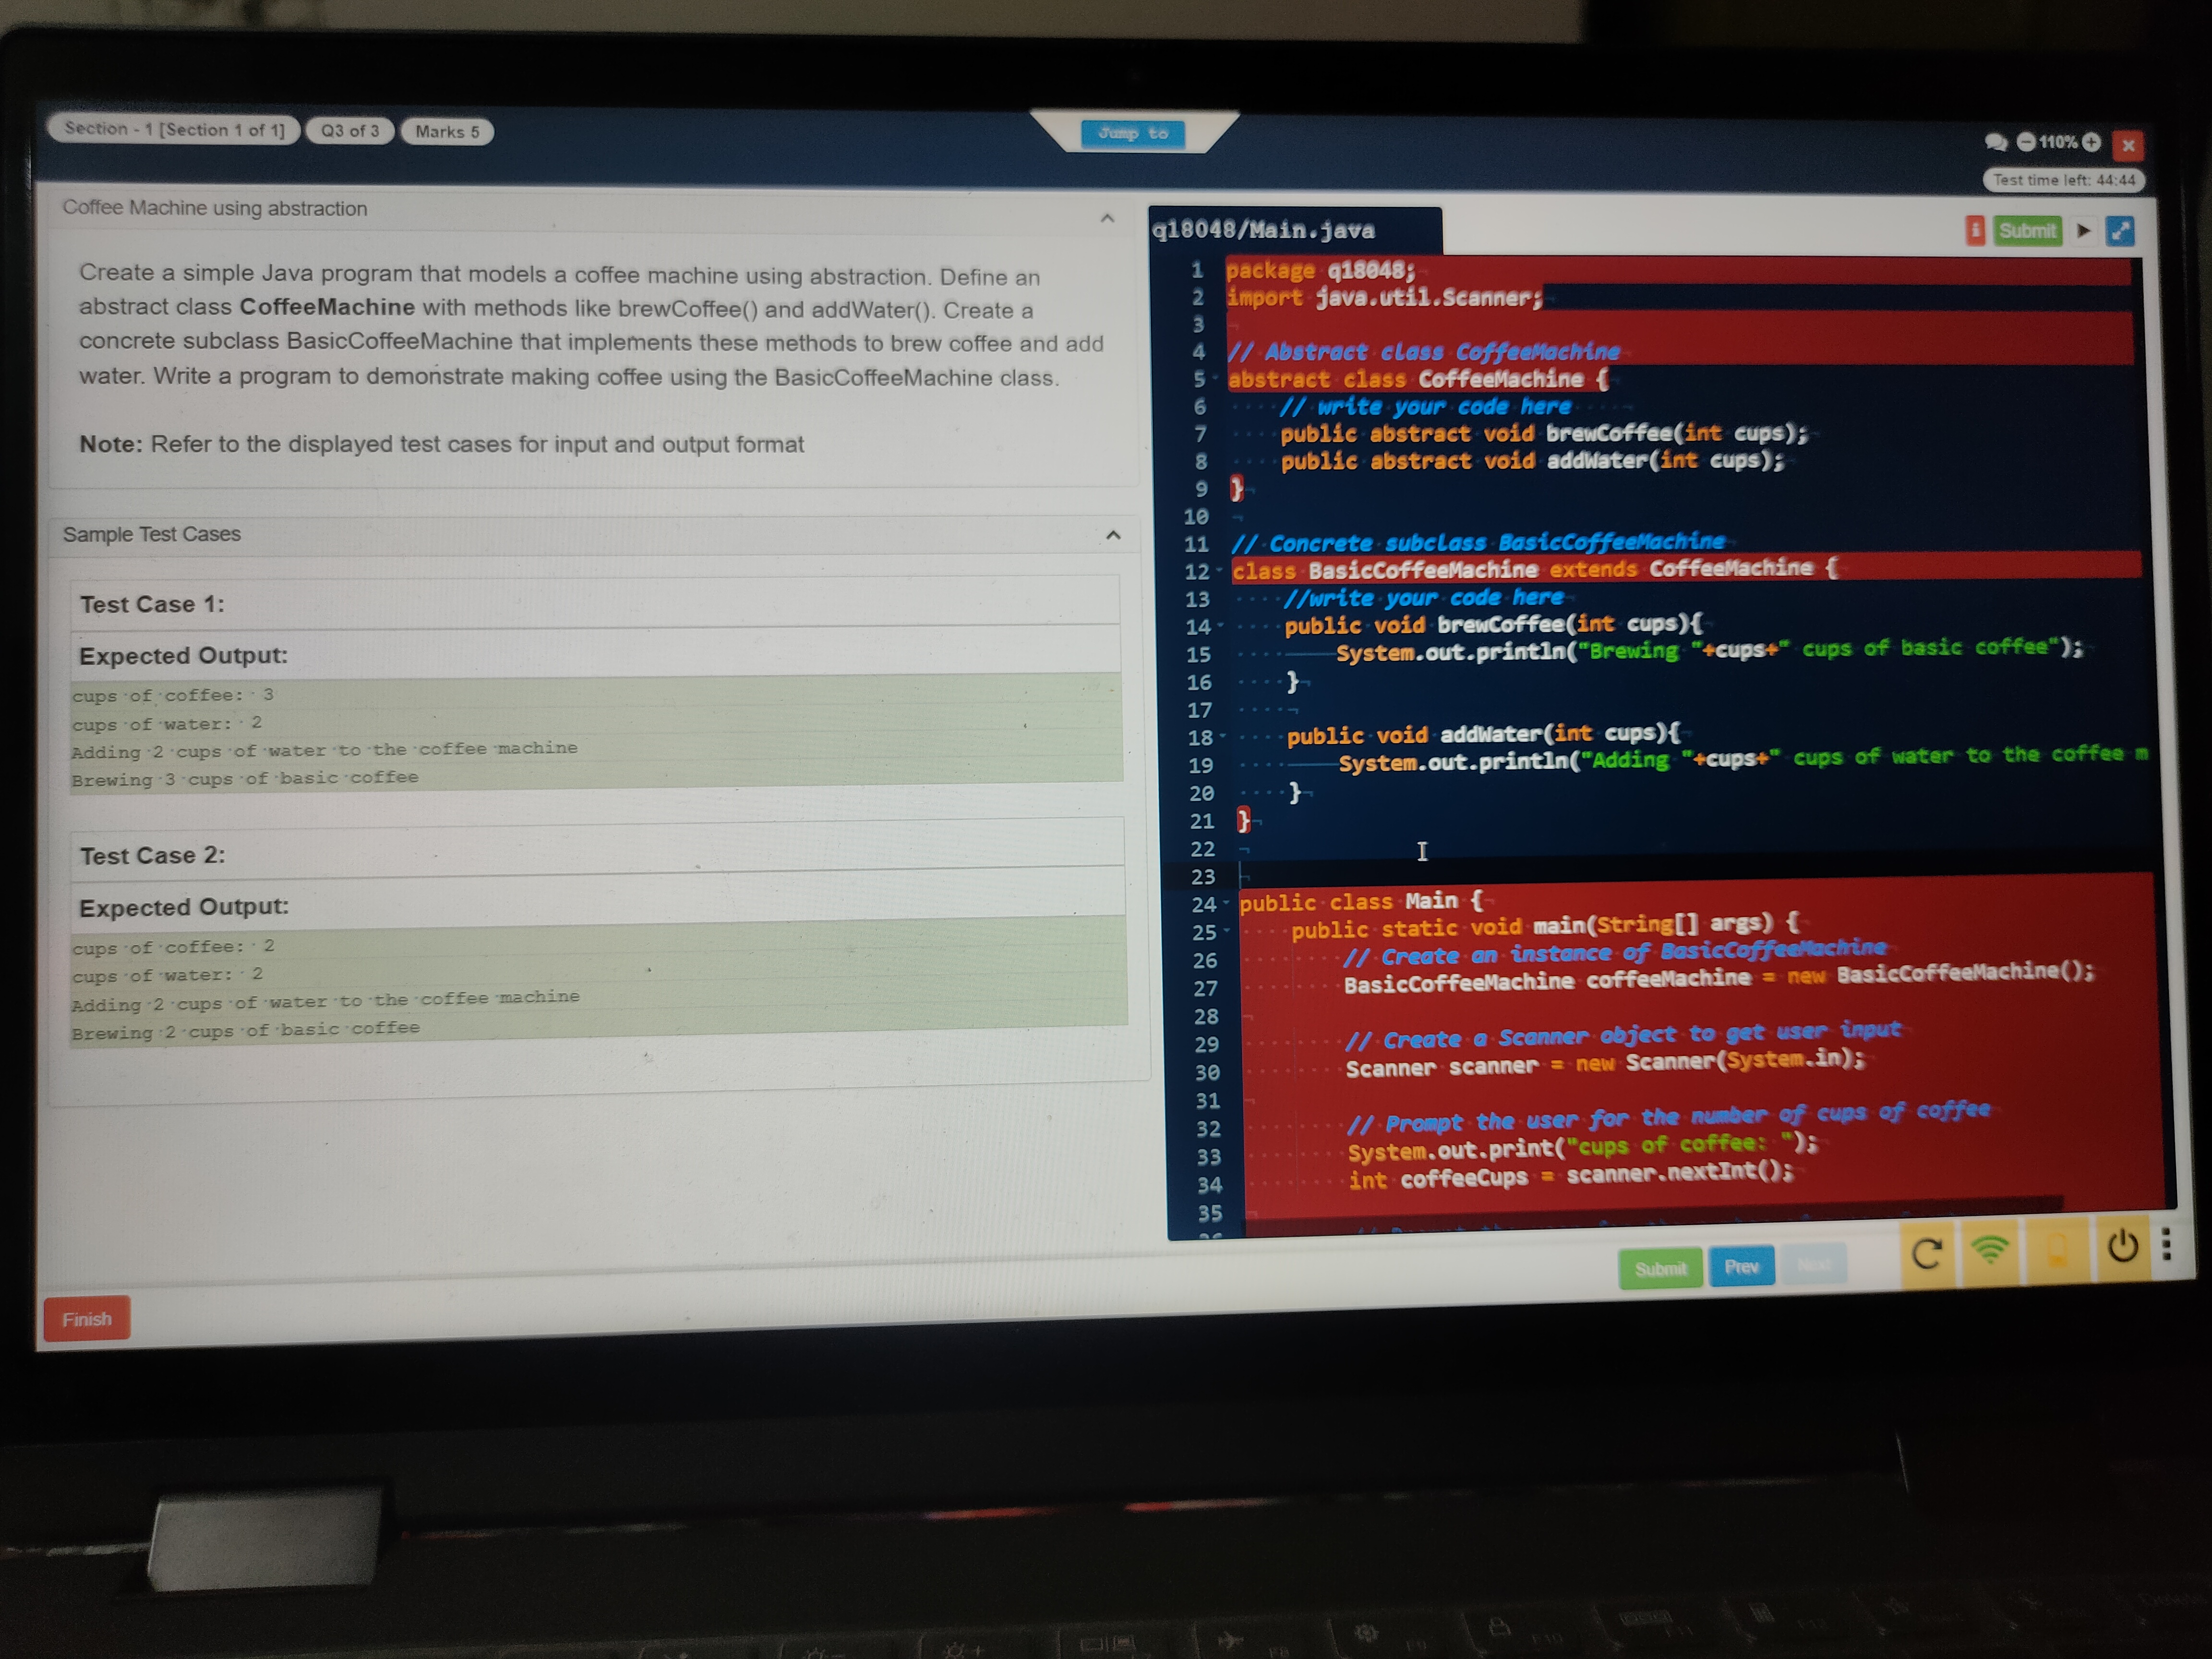 Section - 1 [Section 1 of 1] Q3 of 3 Marks 5
Jump to
110%
Test time left: 44:44
Coffee Machine using abstraction
Create a simple Java program that models a coffee machine using abstraction. Define an
abstract class CoffeeMachine with methods like brewCoffee() and addWater(). Create a
concrete subclass BasicCoffeeMachine that implements these methods to brew coffee and add
water. Write a program to demonstrate making coffee using the BasicCoffeeMachine class.
Note: Refer to the displayed test cases for input and output format
Sample Test Cases
Test Case 1:
Expected Output:
cups of coffee: 3
cups of water: 2
Adding 2 cups of water to the coffee machine
Brewing 3 cups of basic coffee
Test Case 2:
Expected Output:
cups of coffee: 2
cups of water: 2
Adding 2 cups of water to the coffee machine
Brewing 2 cups of basic coffee
q18048/Main.java
Submit
1 package q18048;
2 import java.util.Scanner;
3
4 // Abstract class CoffeeMachine
5 abstract class CoffeeMachine {
6 // write your code here
7 public abstract void brewCoffee(int cups);
8 public abstract void addWater(int cups);
9 }
10
11 // Concrete subclass BasicCoffeeMachine
12 class BasicCoffeeMachine extends CoffeeMachine {
13 //write your code here
14 public void brewCoffee(int cups){
15 System.out.println("Brewing "+cups+" cups of basic coffee");
16 }
17
18 public void addWater(int cups){
19 System.out.println("Adding "+cups+" cups of water to the coffee m
20 }
21 }
22
23
24 public class Main {
25 public static void main(String[] args) {
26 // Create an instance of BasicCoffeeMachine
27 BasicCoffeeMachine coffeeMachine = new BasicCoffeeMachine();
28
29 // Create a Scanner object to get user input
30 Scanner scanner = new Scanner(System.in);
31
32 // Prompt the user for the number of cups of coffee
33 System.out.print("cups of coffee: ");
34 int coffeeCups = scanner.nextInt();
35
Submit Prev Next
Finish
F8 F9 F10 F11 F12